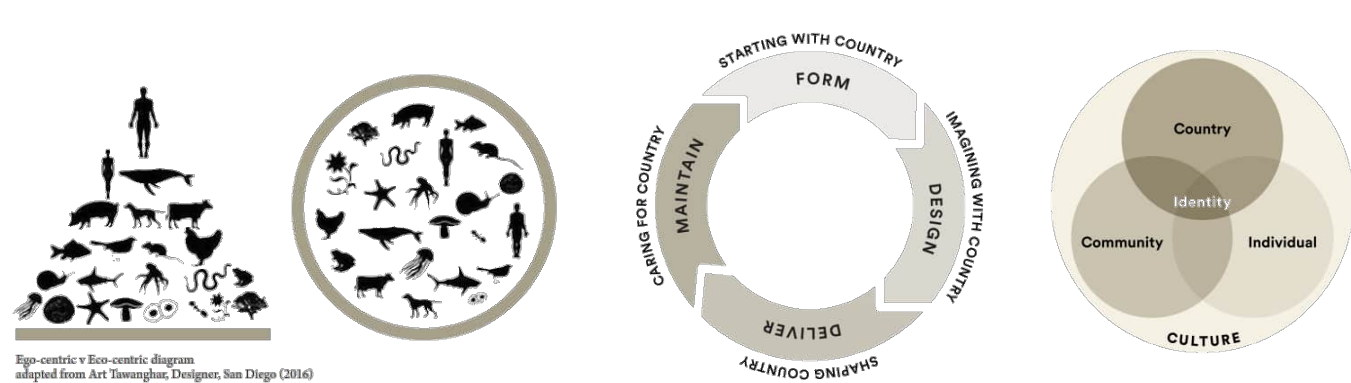 Ego-centric v Eco-centric diagram
adapted from Art Tawanghar, Designer, San Diego (2016)
STARTING WITH COUNTRY
FORM
IMAGINING WITH COUNTRY
DESIGN
SHAPING COUNTRY
DELIVER
CARING FOR COUNTRY
MAINTAIN
Country
Identity
Community
Individual
CULTURE